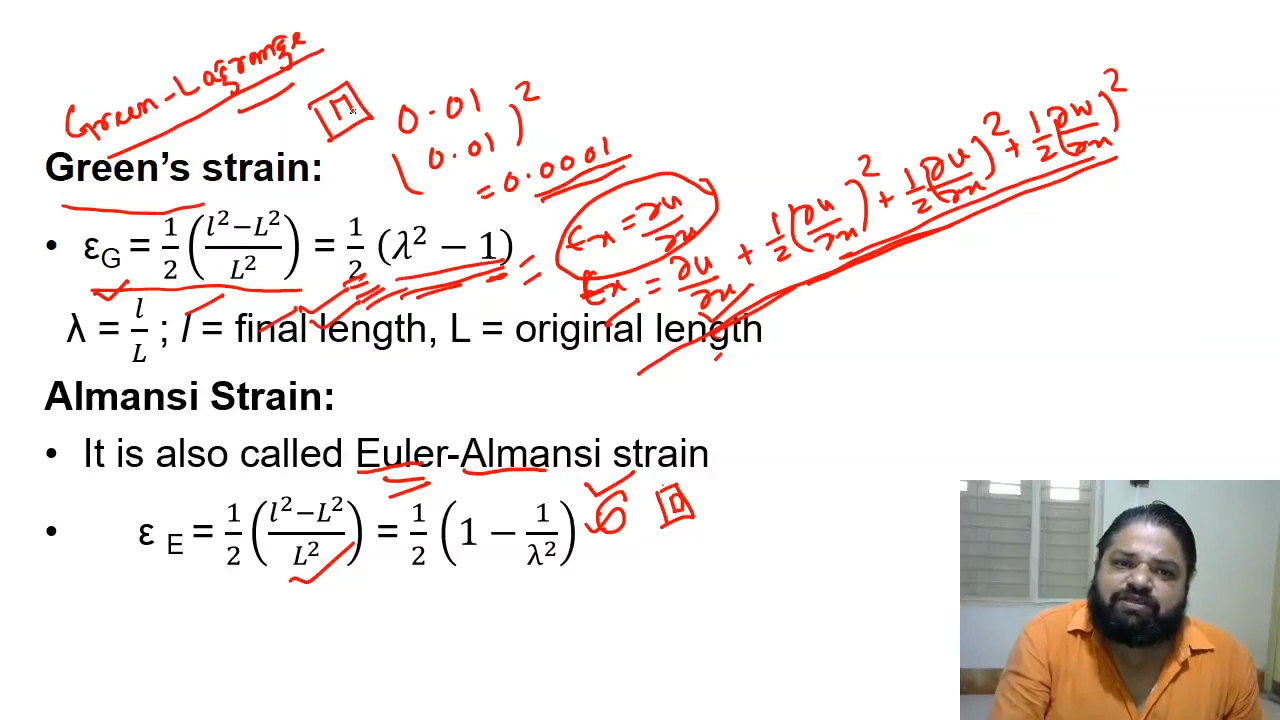 Green-Lagrange
0.01
(0.01)²
= 0.0001
Green's strain:
• ε_G = 1/2 (l²−L² / L²) = 1/2 (λ² − 1)
=
εx = ∂u/∂x
εx = ∂u/∂x + 1/2 (∂u/∂x)² + 1/2 (∂v/∂x)² + 1/2 (∂w/∂x)²
λ = l/L ; l = final length, L = original length
Almansi Strain:
• It is also called Euler-Almansi strain
• ε_E = 1/2 (l²−L² / L²) = 1/2 (1 − 1/λ²)